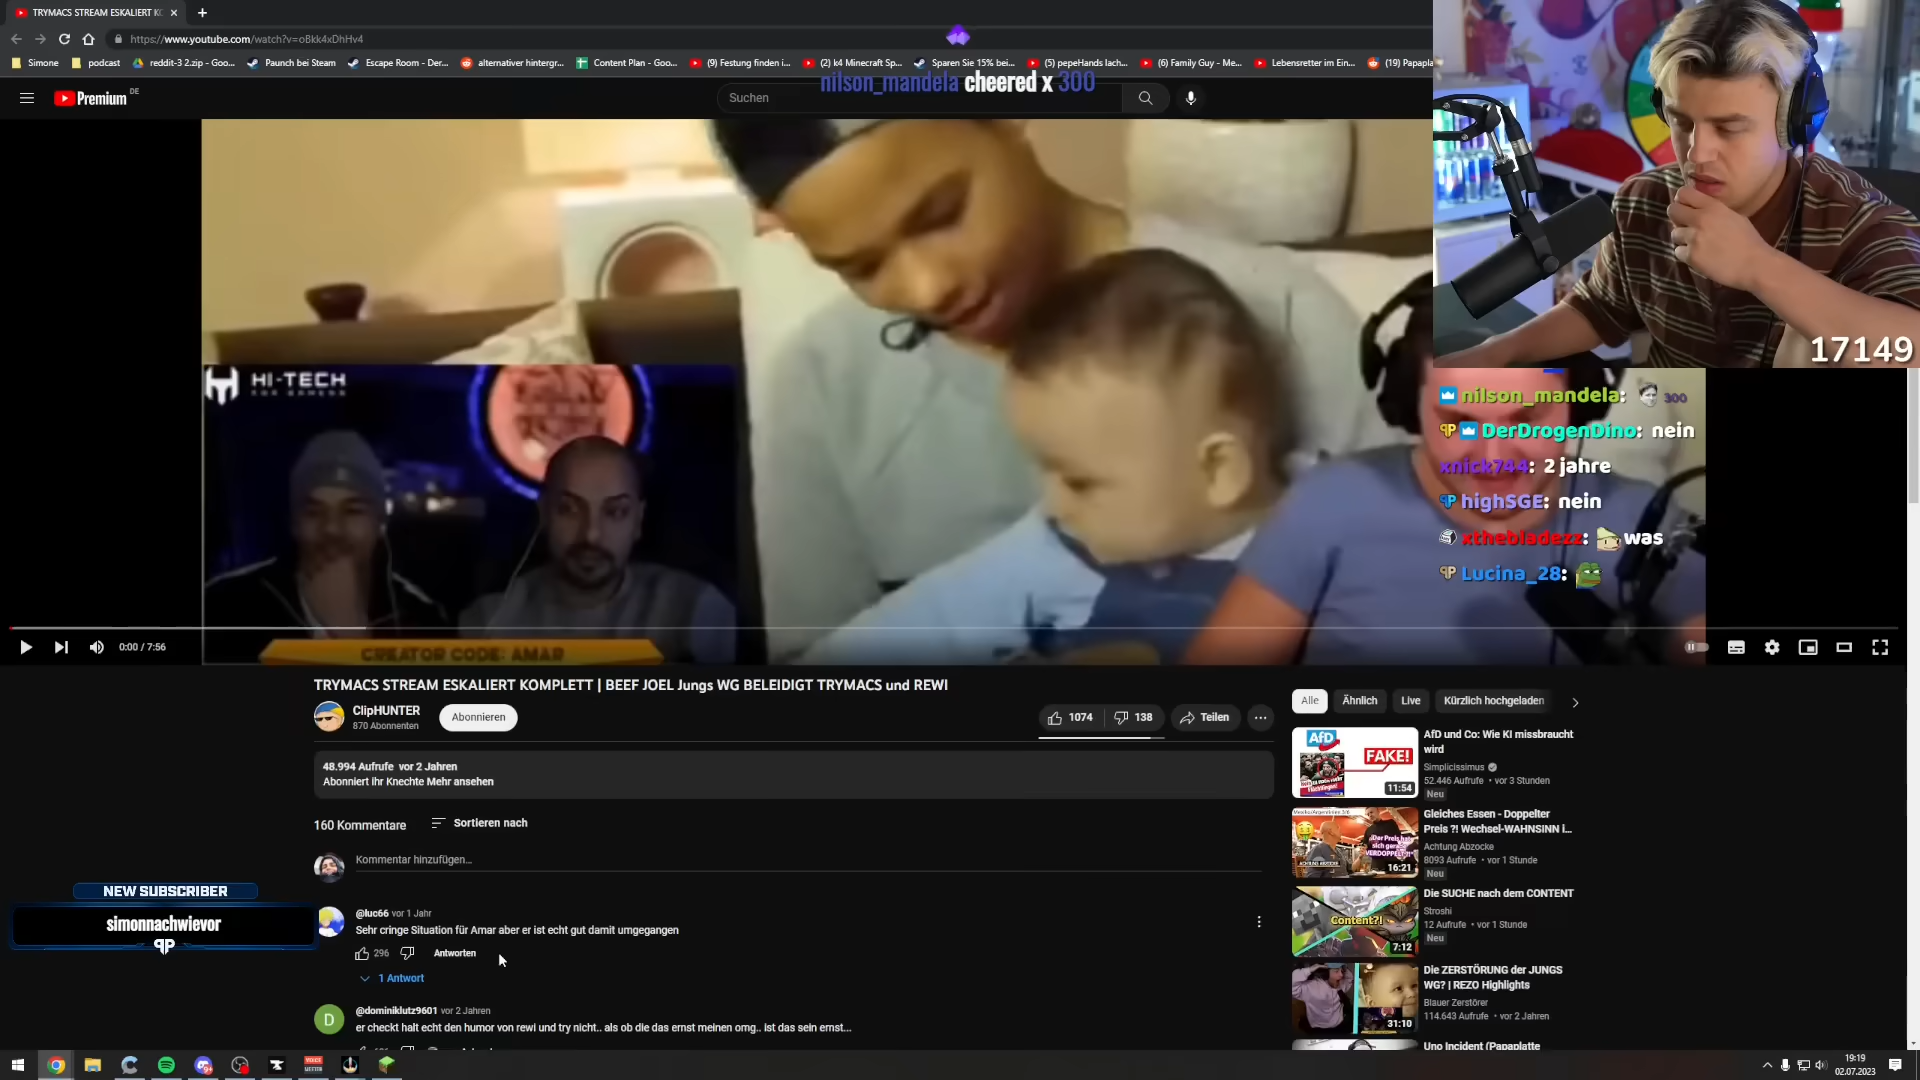 TRYMACS STREAM ESKALIERT K
https://www.youtube.com/watch?v=oBkk4xDhHv4
Simone
podcast
reddit-3 2.zip - Goo...
Paunch bei Steam
Escape Room - Der...
alternativer hintergr...
Content Plan - Goo...
(9) Festung finden i...
(2) k4 Minecraft Sp...
Sparen Sie 15% bei...
(5) pepeHands lach...
(6) Family Guy - Me...
Lebensretter im Ein...
(19) Papapla
nilson_mandela cheered x 300
Premium DE
Suchen
17149
HI-TECH
FOR GAMERS
CREATOR CODE: AMAR
nilson_mandela: 300
DerDrogenDino: nein
xnick744: 2 jahre
highSGE: nein
xthebladezz: was
Lucina_28:
0:00 / 7:56
TRYMACS STREAM ESKALIERT KOMPLETT | BEEF JOEL Jungs WG BELEIDIGT TRYMACS und REWI
ClipHUNTER
870 Abonnenten
Abonnieren
1074
138
Teilen
48.994 Aufrufe vor 2 Jahren
Abonniert ihr Knechte Mehr ansehen
160 Kommentare
Sortieren nach
Kommentar hinzufügen...
NEW SUBSCRIBER
simonnachwievor
@luc66 vor 1 Jahr
Sehr cringe Situation für Amar aber er ist echt gut damit umgegangen
296
Antworten
1 Antwort
D
@dominiklutz9601 vor 2 Jahren
er checkt halt echt den humor von rewi und try nicht.. als ob die das ernst meinen omg.. ist das sein ernst...
Alle
Ähnlich
Live
Kürzlich hochgeladen
AfD
FAKE!
11:54
AfD und Co: Wie KI missbraucht
wird
Simplicissimus
52.446 Aufrufe • vor 3 Stunden
Neu
16:21
Gleiches Essen - Doppelter
Preis ?! Wechsel-WAHNSINN i...
Achtung Abzocke
8093 Aufrufe • vor 1 Stunde
Neu
Content?!
7:12
Die SUCHE nach dem CONTENT
Stroshi
12 Aufrufe • vor 1 Stunde
Neu
31:10
Die ZERSTÖRUNG der JUNGS
WG? | REZO Highlights
Blauer Zerstörer
114.643 Aufrufe • vor 2 Jahren
Uno Incident (Papaplatte
19:19
02.07.2023